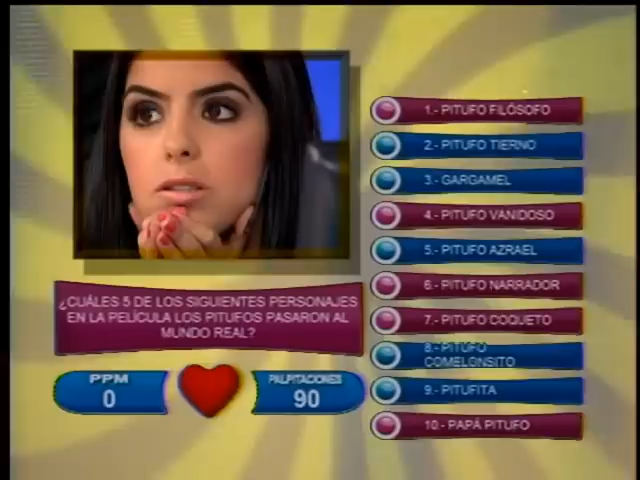 1.- PITUFO FILÓSOFO
2.- PITUFO TIERNO
3.- GARGAMEL
4.- PITUFO VANIDOSO
5.- PITUFO AZRAEL
6.- PITUFO NARRADOR
7.- PITUFO COQUETO
8.- PITUFO
COMELGNSITO
9.- PITUFITA
10.- PAPÁ PITUFO
¿CUÁLES 5 DE LOS SIGUIENTES PERSONAJES
EN LA PELÍCULA LOS PITUFOS PASARON AL
MUNDO REAL?
PPM
0
PALPITACIONES
90